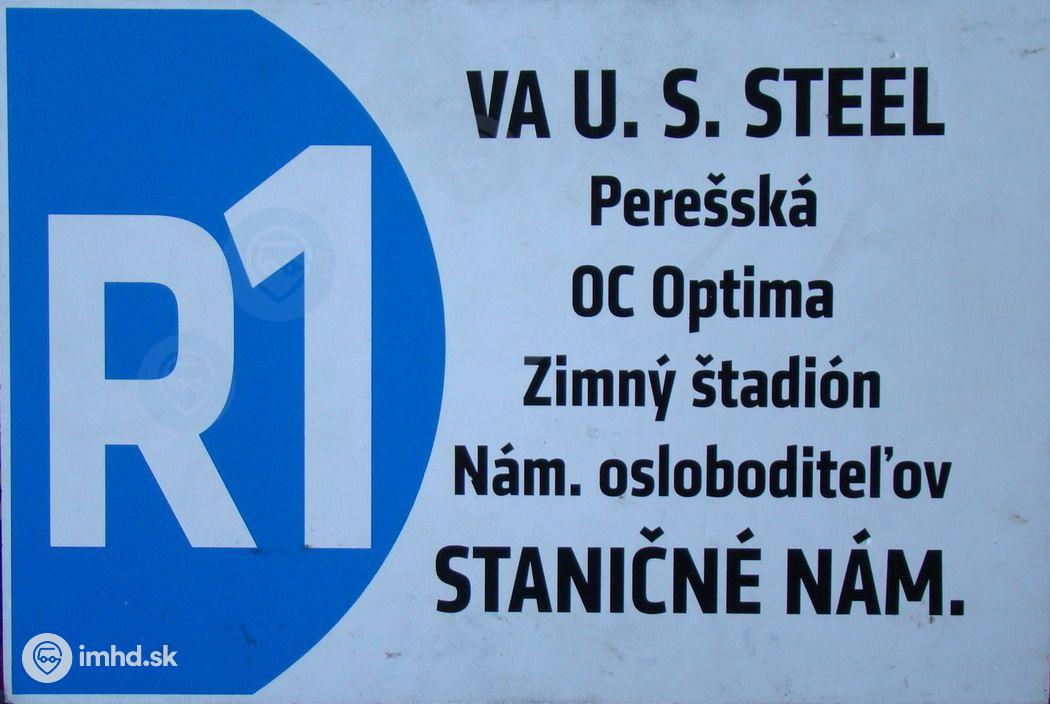 R1
VA U. S. STEEL
Perešská
OC Optima
Zimný štadión
Nám. osloboditeľov
STANIČNÉ NÁM.
imhd.sk